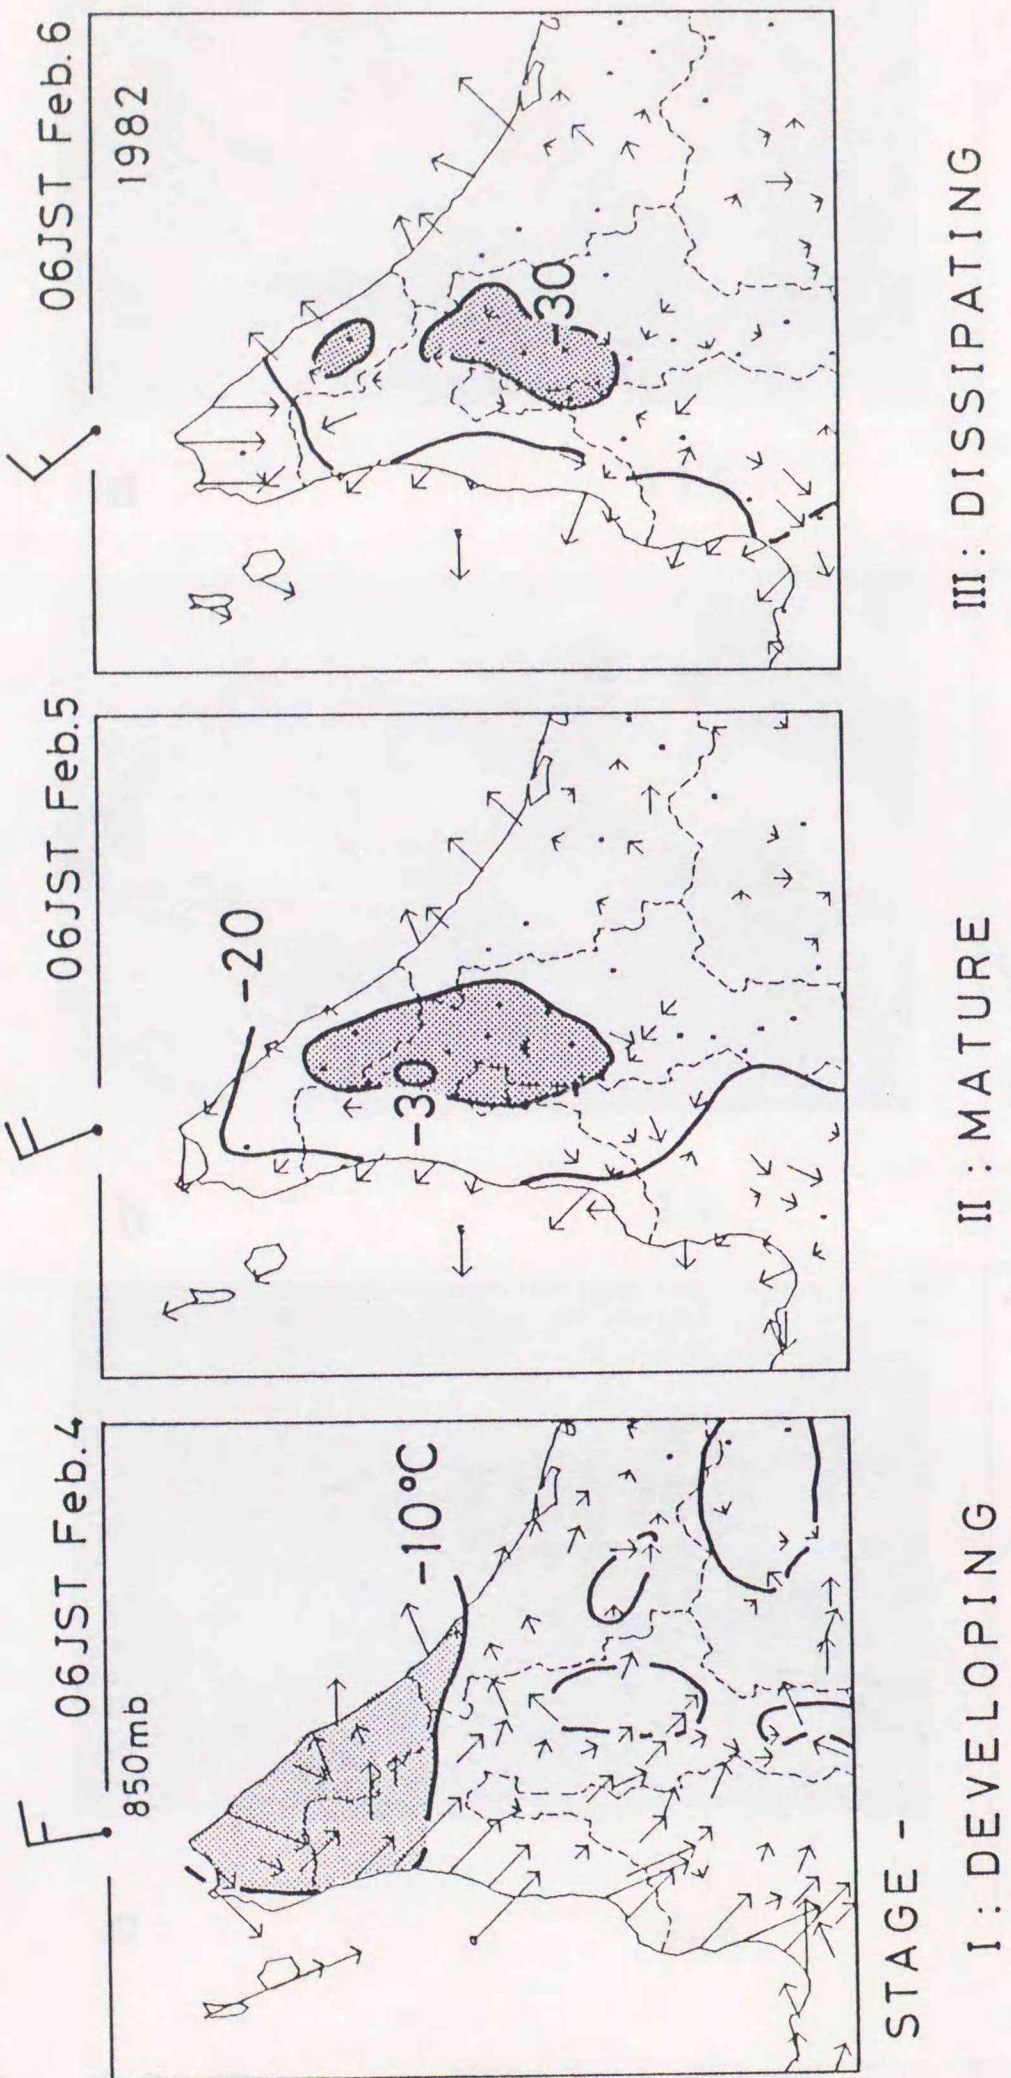 06JST Feb.4
850mb
-10°C
06JST Feb.5
-20
-30
06JST Feb.6
1982
-30
STAGE -
I : DEVELOPING
II : MATURE
III : DISSIPATING